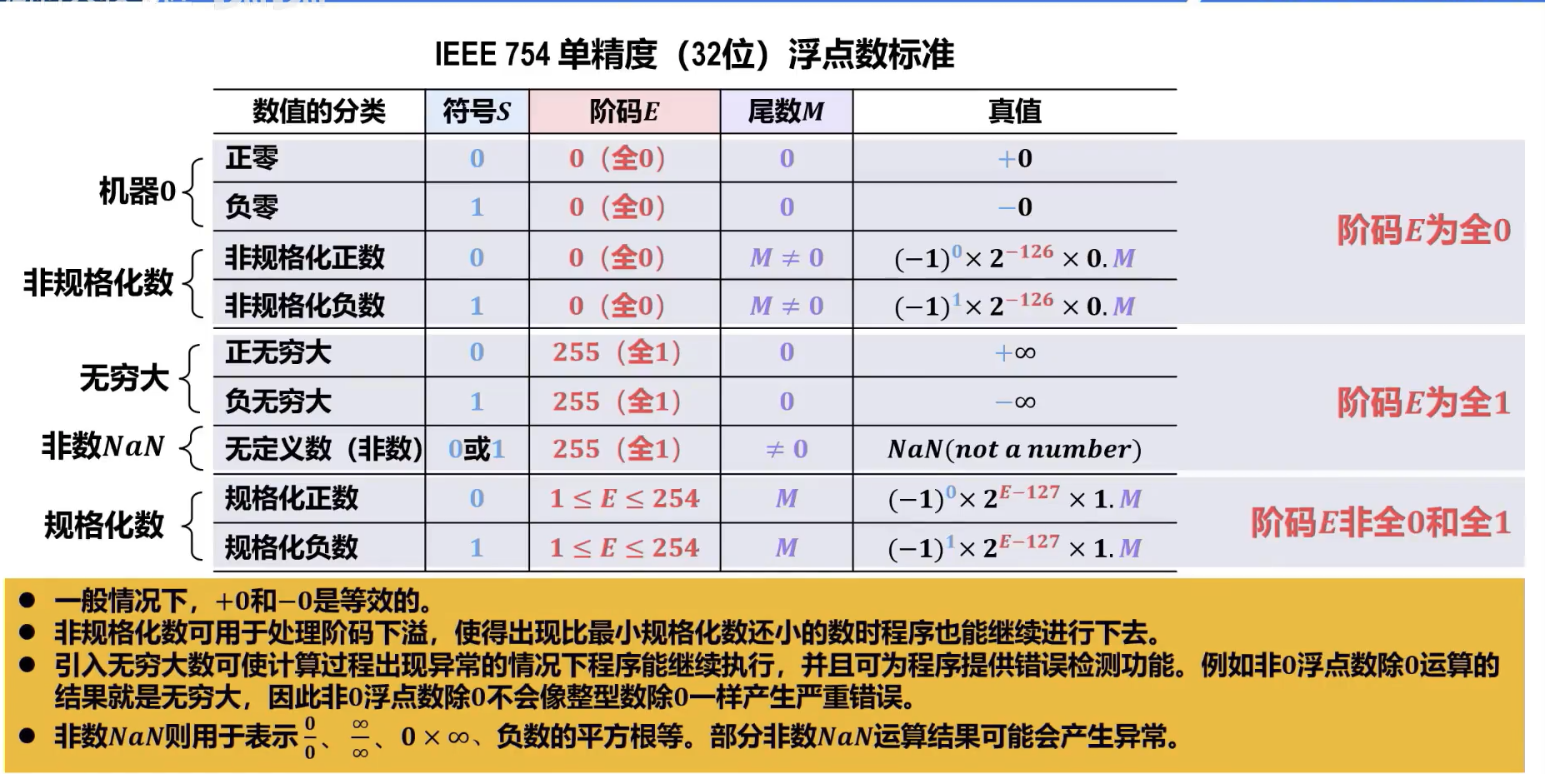 IEEE 754 单精度（32位）浮点数标准
数值的分类 符号S 阶码E 尾数M 真值
机器0
正零 0 0（全0） 0 +0
负零 1 0（全0） 0 −0
阶码E为全0
非规格化数
非规格化正数 0 0（全0） M ≠ 0 (−1)⁰× 2⁻¹²⁶ × 0. M
非规格化负数 1 0（全0） M ≠ 0 (−1)¹× 2⁻¹²⁶ × 0. M
无穷大
正无穷大 0 255（全1） 0 +∞
负无穷大 1 255（全1） 0 −∞
阶码E为全1
非数NaN
无定义数（非数） 0或1 255（全1） ≠ 0 NaN(not a number)
规格化数
规格化正数 0 1 ≤ E ≤ 254 M (−1)⁰× 2ᴱ⁻¹²⁷ × 1. M
规格化负数 1 1 ≤ E ≤ 254 M (−1)¹× 2ᴱ⁻¹²⁷ × 1. M
阶码E非全0和全1
● 一般情况下，+0和−0是等效的。
● 非规格化数可用于处理阶码下溢，使得出现比最小规格化数还小的数时程序也能继续进行下去。
● 引入无穷大数可使计算过程出现异常的情况下程序能继续执行，并且可为程序提供错误检测功能。例如非0浮点数除0运算的
结果就是无穷大，因此非0浮点数除0不会像整型数除0一样产生严重错误。
● 非数NaN则用于表示0/0、∞/∞、0 × ∞、负数的平方根等。部分非数NaN运算结果可能会产生异常。